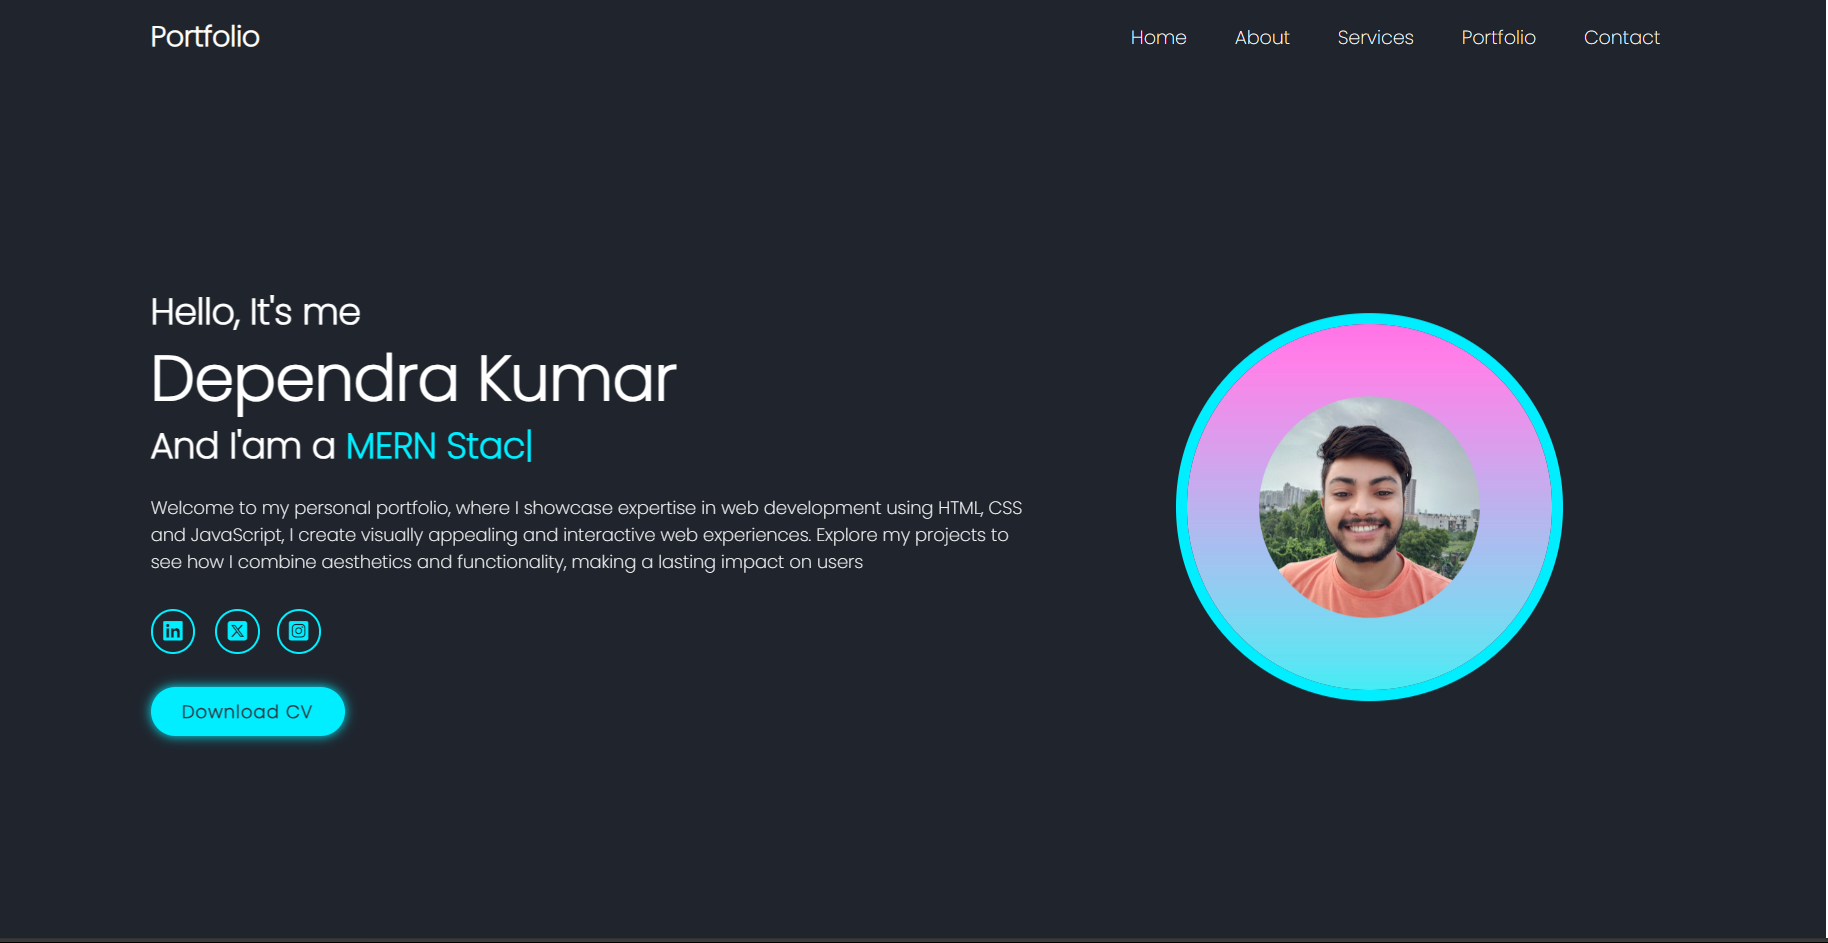 Portfolio
Home About Services Portfolio Contact
Hello, It's me
Dependra Kumar
And I'am a MERN Stac|
Welcome to my personal portfolio, where I showcase expertise in web development using HTML, CSS
and JavaScript, I create visually appealing and interactive web experiences. Explore my projects to
see how I combine aesthetics and functionality, making a lasting impact on users
in X
Download CV